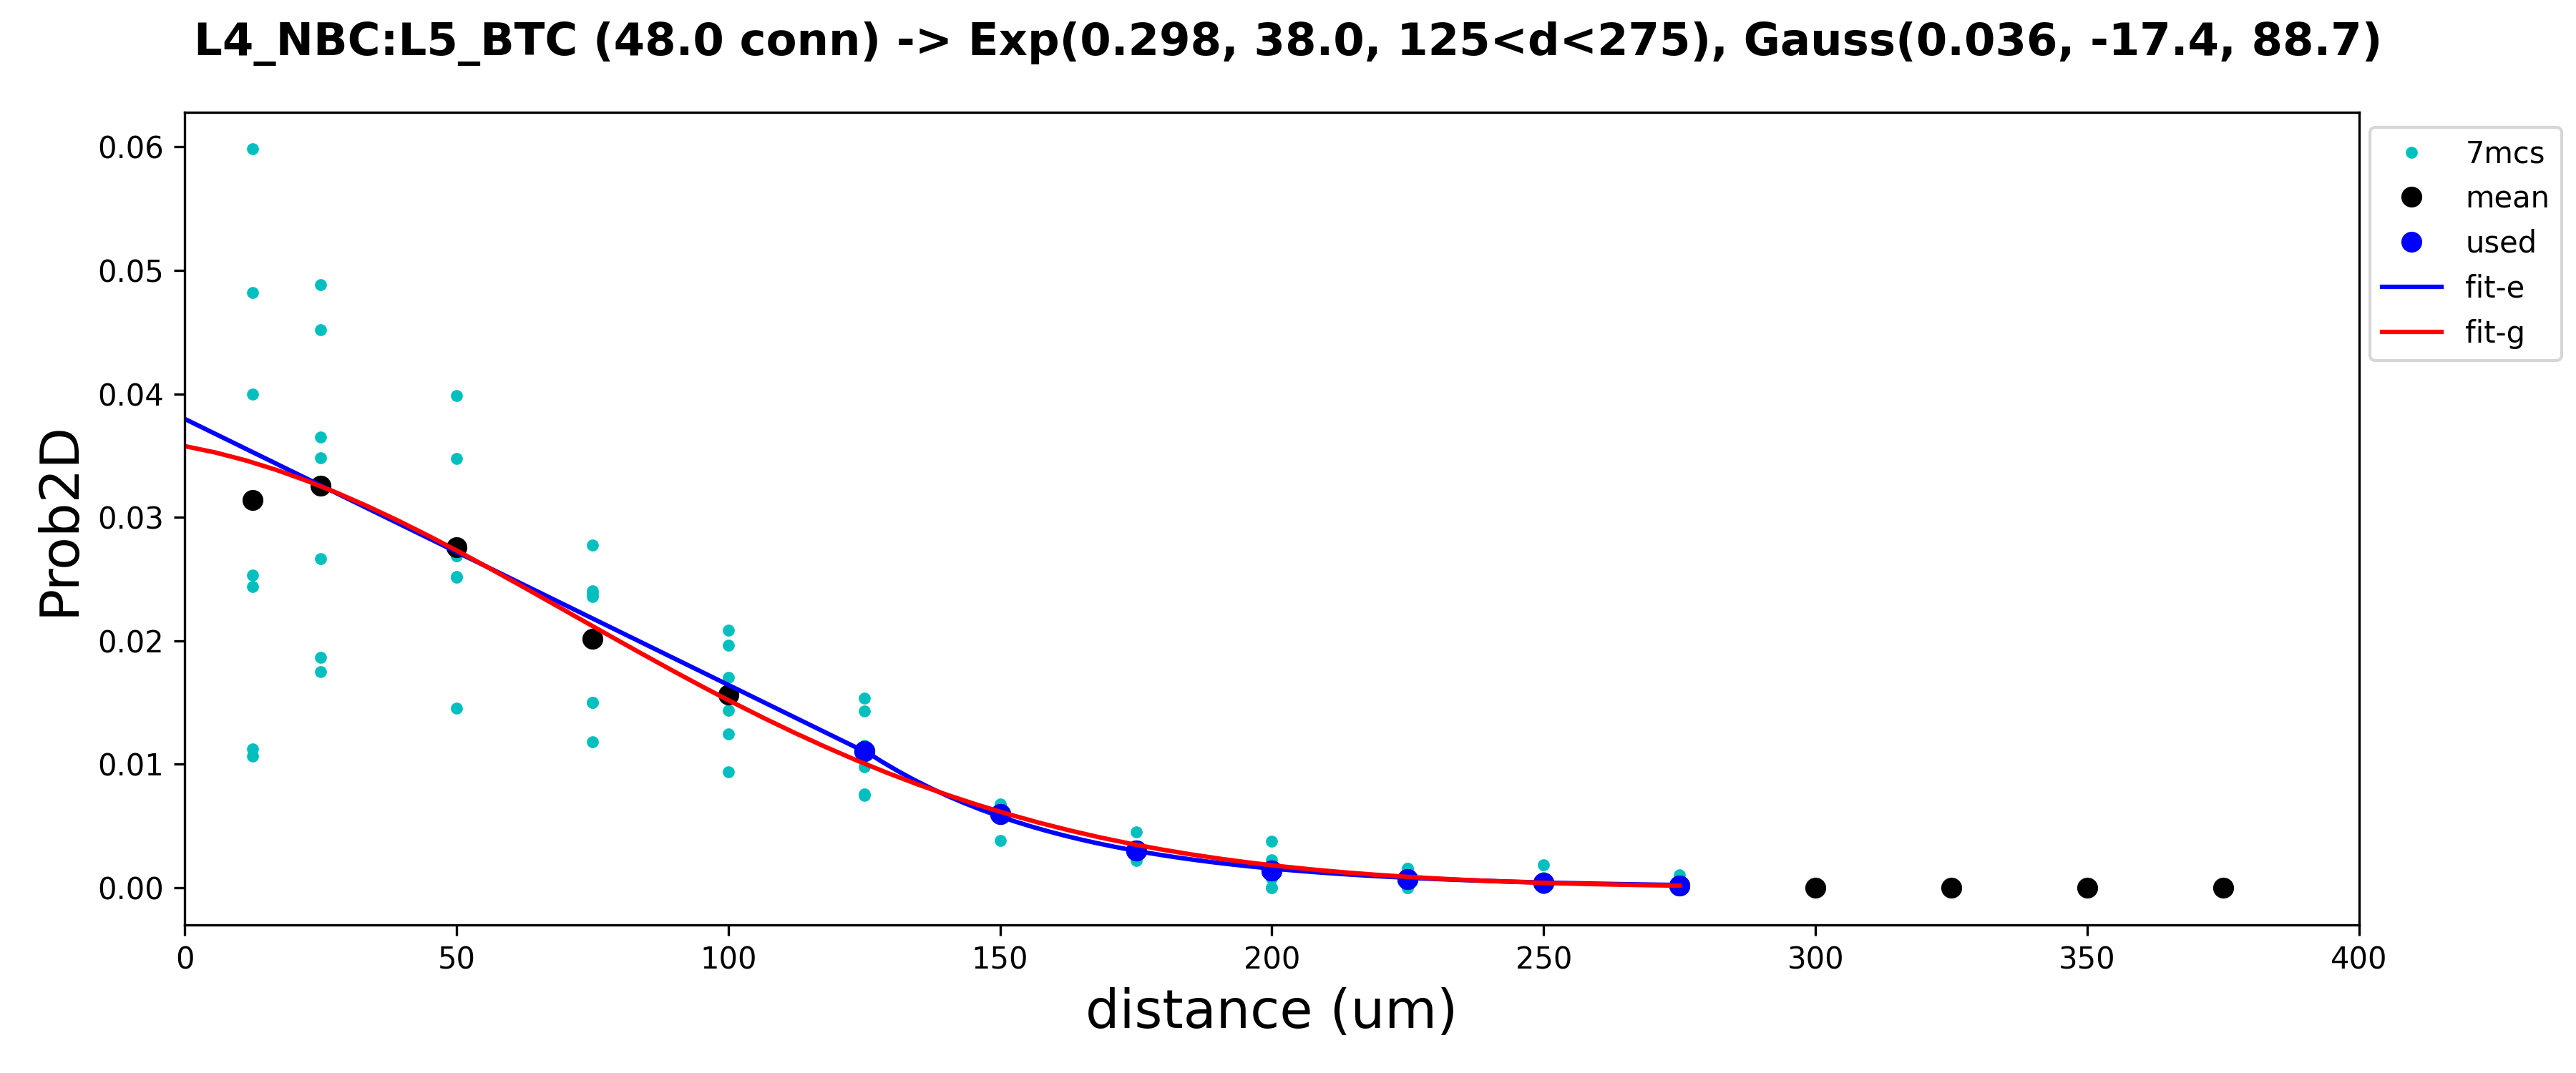 L4_NBC:L5_BTC (48.0 conn) -> Exp(0.298, 38.0, 125<d<275), Gauss(0.036, -17.4, 88.7)
0.06
0.05
0.04
0.03
0.02
0.01
0.00
Prob2D
0 50 100 150 200 250 300 350 400
distance (um)
7mcs
mean
used
fit-e
fit-g